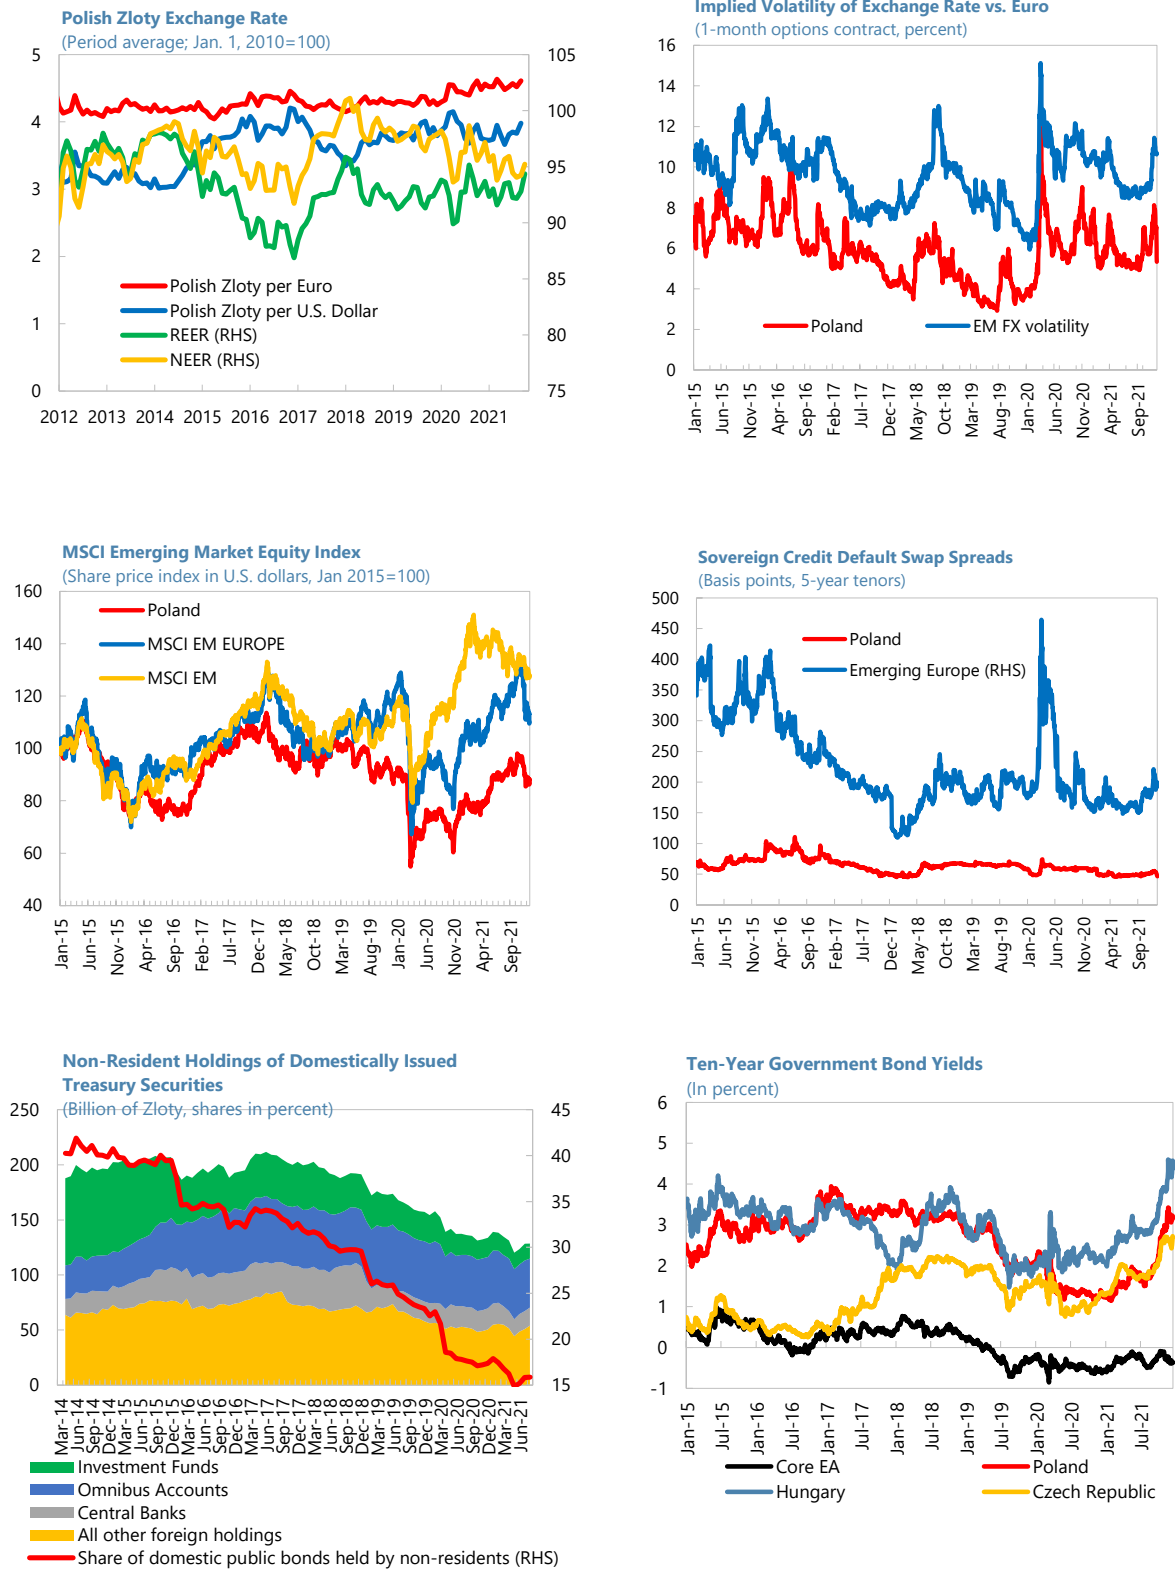 Polish Zloty Exchange Rate
(Period average; Jan. 1, 2010=100)
5
4
3
2
1
0
105
100
95
90
85
80
75
Polish Zloty per Euro
Polish Zloty per U.S. Dollar
REER (RHS)
NEER (RHS)
2012 2013 2014 2015 2016 2017 2018 2019 2020 2021
Implied Volatility of Exchange Rate vs. Euro
(1-month options contract, percent)
16
14
12
10
8
6
4
2
0
Poland
EM FX volatility
Jan-15
Jun-15
Nov-15
Apr-16
Sep-16
Feb-17
Jul-17
Dec-17
May-18
Oct-18
Mar-19
Aug-19
Jan-20
Jun-20
Nov-20
Apr-21
Sep-21
MSCI Emerging Market Equity Index
(Share price index in U.S. dollars, Jan 2015=100)
160
140
120
100
80
60
40
Poland
MSCI EM EUROPE
MSCI EM
Jan-15
Jun-15
Nov-15
Apr-16
Sep-16
Feb-17
Jul-17
Dec-17
May-18
Oct-18
Mar-19
Aug-19
Jan-20
Jun-20
Nov-20
Apr-21
Sep-21
Sovereign Credit Default Swap Spreads
(Basis points, 5-year tenors)
500
450
400
350
300
250
200
150
100
50
0
Poland
Emerging Europe (RHS)
Jan-15
Jun-15
Nov-15
Apr-16
Sep-16
Feb-17
Jul-17
Dec-17
May-18
Oct-18
Mar-19
Aug-19
Jan-20
Jun-20
Nov-20
Apr-21
Sep-21
Non-Resident Holdings of Domestically Issued
Treasury Securities
(Billion of Zloty, shares in percent)
250
200
150
100
50
0
45
40
35
30
25
20
15
Mar-14
Jun-14
Sep-14
Dec-14
Mar-15
Jun-15
Sep-15
Dec-15
Mar-16
Jun-16
Sep-16
Dec-16
Mar-17
Jun-17
Sep-17
Dec-17
Mar-18
Jun-18
Sep-18
Dec-18
Mar-19
Jun-19
Sep-19
Dec-19
Mar-20
Jun-20
Sep-20
Dec-20
Mar-21
Jun-21
Investment Funds
Omnibus Accounts
Central Banks
All other foreign holdings
Share of domestic public bonds held by non-residents (RHS)
Ten-Year Government Bond Yields
(In percent)
6
5
4
3
2
1
0
-1
Jan-15
Jul-15
Jan-16
Jul-16
Jan-17
Jul-17
Jan-18
Jul-18
Jan-19
Jul-19
Jan-20
Jul-20
Jan-21
Jul-21
Core EA
Poland
Hungary
Czech Republic